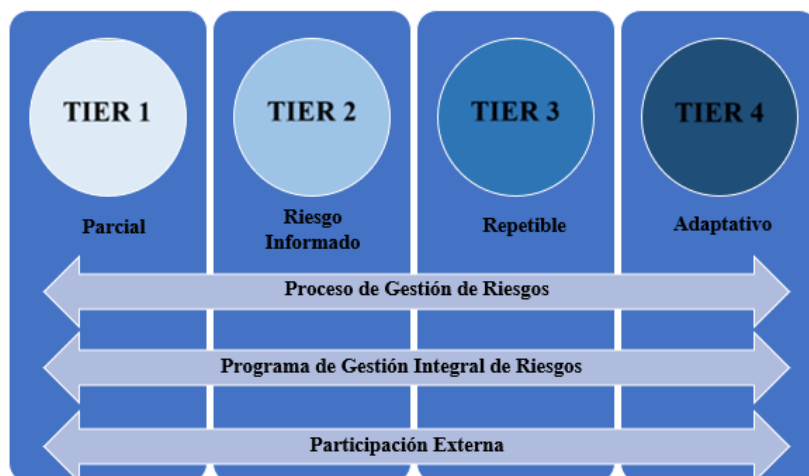 TIER 1
TIER 2
TIER 3
TIER 4
Parcial
Riesgo
Informado
Repetible
Adaptativo
Proceso de Gestión de Riesgos
Programa de Gestión Integral de Riesgos
Participación Externa